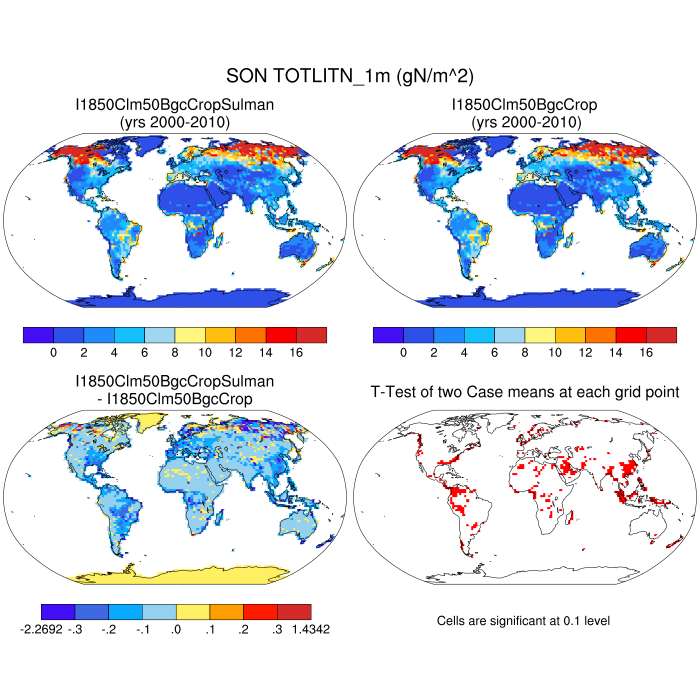 SON TOTLITN_1m (gN/m^2)
I1850Clm50BgcCropSulman
(yrs 2000-2010)
I1850Clm50BgcCrop
(yrs 2000-2010)
0 2 4 6 8 10 12 14 16
0 2 4 6 8 10 12 14 16
I1850Clm50BgcCropSulman
- I1850Clm50BgcCrop
T-Test of two Case means at each grid point
-2.2692 -.3 -.2 -.1 .0 .1 .2 .3 1.4342
Cells are significant at 0.1 level